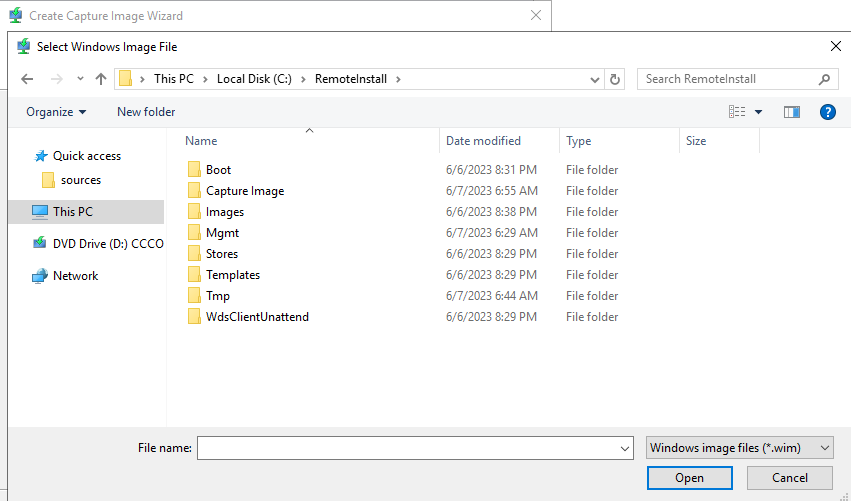 Create Capture Image Wizard
Select Windows Image File
This PC > Local Disk (C:) > RemoteInstall >
Search RemoteInstall
Organize
New folder
Name Date modified Type Size
Quick access
sources
This PC
DVD Drive (D:) CCCO
Network
Boot 6/6/2023 8:31 PM File folder
Capture Image 6/7/2023 6:55 AM File folder
Images 6/6/2023 8:38 PM File folder
Mgmt 6/7/2023 6:29 AM File folder
Stores 6/6/2023 8:29 PM File folder
Templates 6/6/2023 8:29 PM File folder
Tmp 6/7/2023 6:44 AM File folder
WdsClientUnattend 6/6/2023 8:29 PM File folder
File name:
Windows image files (*.wim)
Open
Cancel